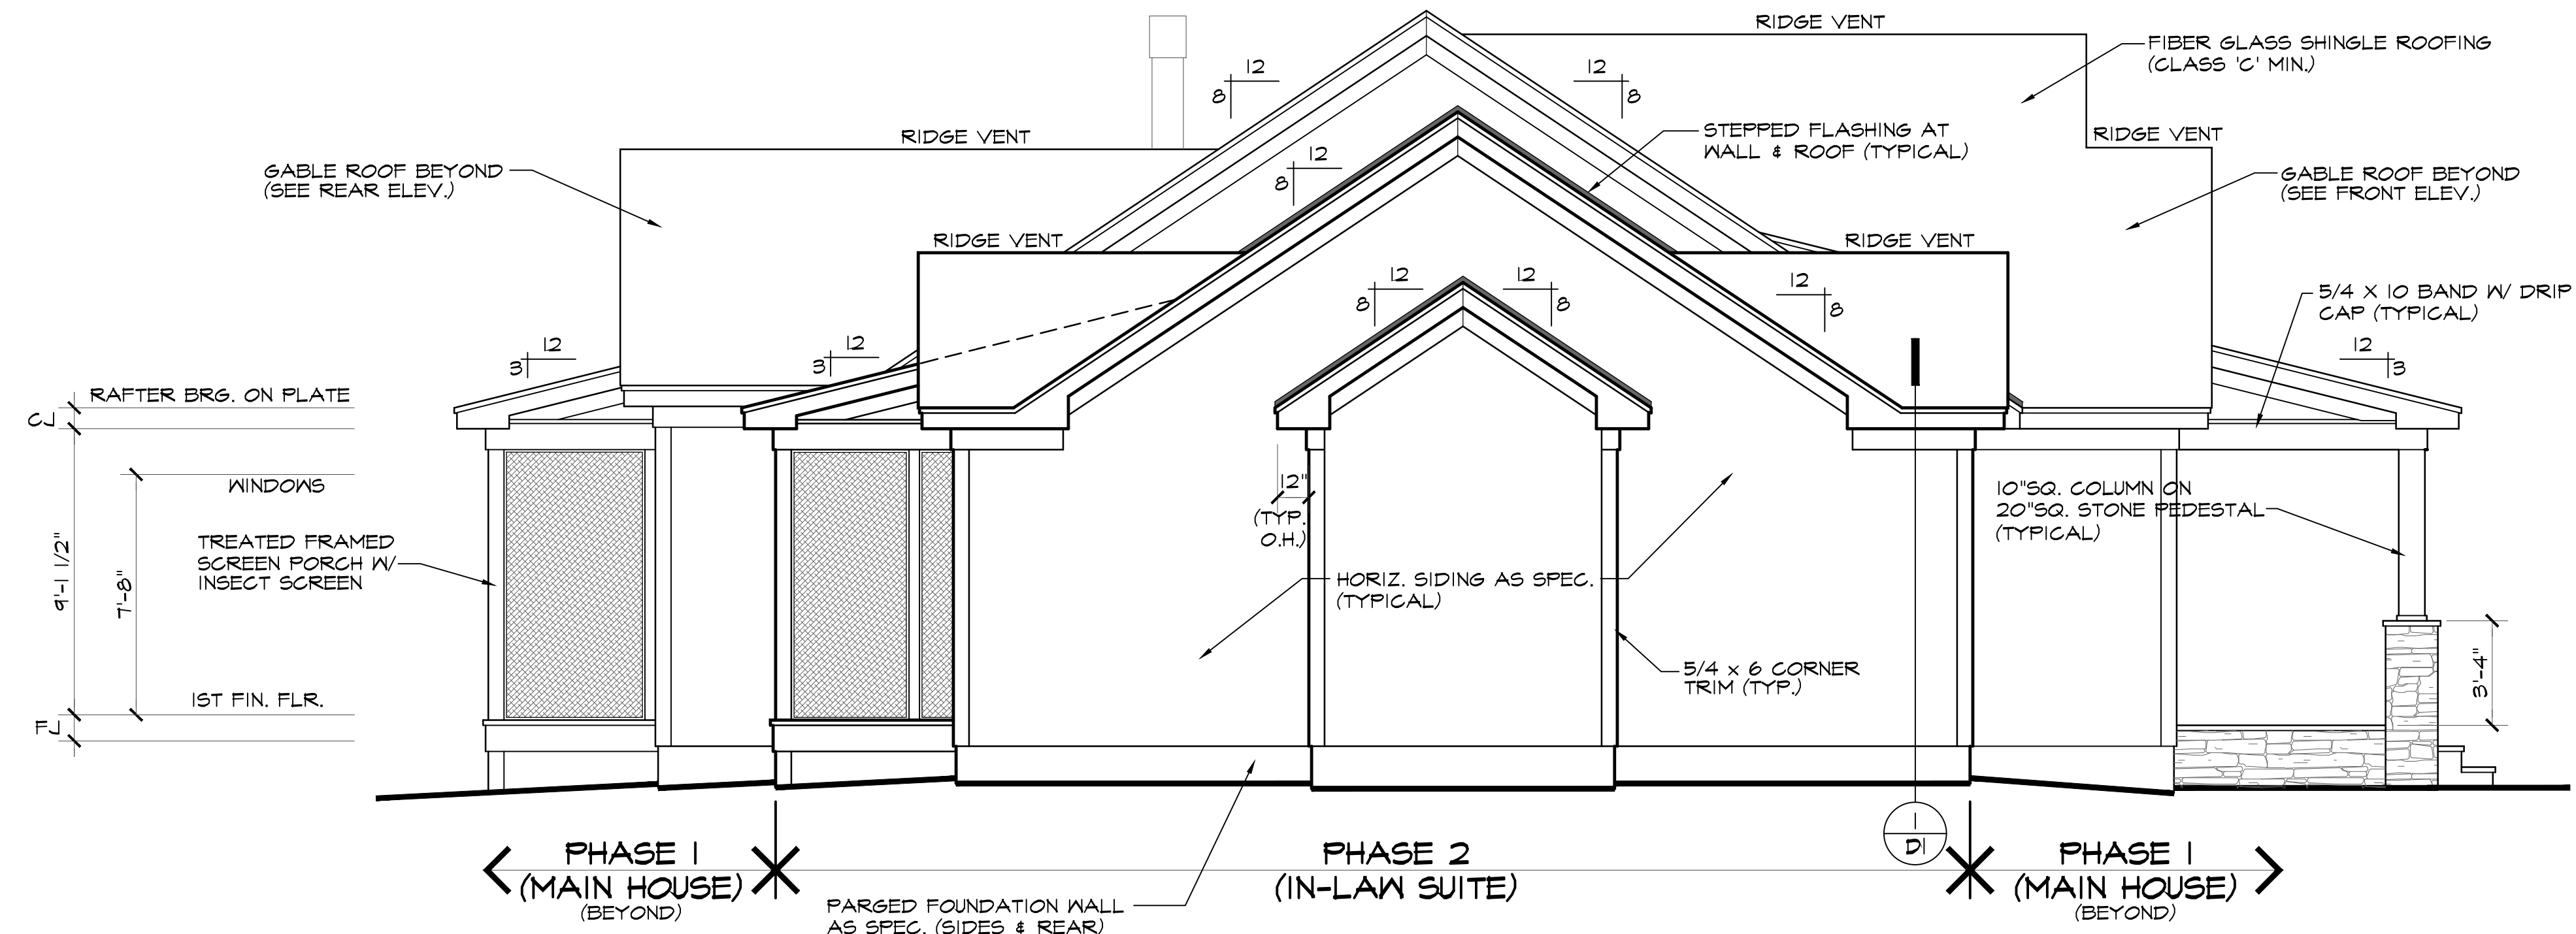 RIDGE VENT
FIBER GLASS SHINGLE ROOFING
(CLASS 'C' MIN.)
12
8
12
8
RIDGE VENT
STEPPED FLASHING AT
WALL & ROOF (TYPICAL)
RIDGE VENT
GABLE ROOF BEYOND
(SEE REAR ELEV.)
12
8
GABLE ROOF BEYOND
(SEE FRONT ELEV.)
RIDGE VENT
RIDGE VENT
12
8
12
8
12
8
5/4 X 10 BAND W/ DRIP
CAP (TYPICAL)
12
3
12
3
12
3
RAFTER BRG. ON PLATE
CJ
WINDOWS
12"
(TYP.
O.H.)
10"SQ. COLUMN ON
20"SQ. STONE PEDESTAL
(TYPICAL)
9'-1 1/2"
7'-8"
TREATED FRAMED
SCREEN PORCH W/
INSECT SCREEN
HORIZ. SIDING AS SPEC.
(TYPICAL)
5/4 x 6 CORNER
TRIM (TYP.)
3'-4"
1ST FIN. FLR.
FJ
1
D1
PHASE 1
(MAIN HOUSE)
(BEYOND)
PHASE 2
(IN-LAW SUITE)
PHASE 1
(MAIN HOUSE)
(BEYOND)
PARGED FOUNDATION WALL
AS SPEC. (SIDES & REAR)